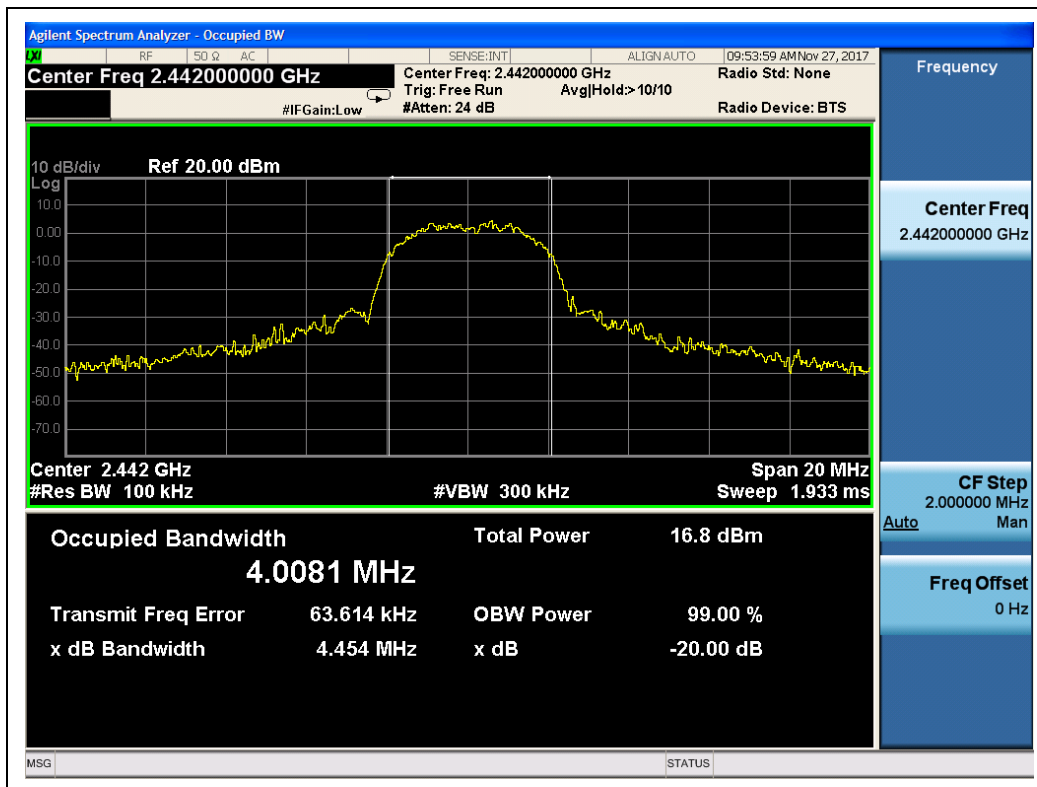 Agilent Spectrum Analyzer - Occupied BW
LXI RF 50 Ω AC SENSE:INT ALIGN AUTO 09:53:59 AM Nov 27, 2017
Center Freq 2.442000000 GHz
Center Freq: 2.442000000 GHz
Radio Std: None
Trig: Free Run Avg|Hold:>10/10
#IFGain:Low
#Atten: 24 dB
Radio Device: BTS
10 dB/div Ref 20.00 dBm
Log
10.0
0.00
-10.0
-20.0
-30.0
-40.0
-50.0
-60.0
-70.0
Center 2.442 GHz Span 20 MHz
#Res BW 100 kHz #VBW 300 kHz Sweep 1.933 ms
Occupied Bandwidth Total Power 16.8 dBm
4.0081 MHz
Transmit Freq Error 63.614 kHz OBW Power 99.00 %
x dB Bandwidth 4.454 MHz x dB -20.00 dB
MSG STATUS
Frequency
Center Freq
2.442000000 GHz
CF Step
2.000000 MHz
Auto Man
Freq Offset
0 Hz